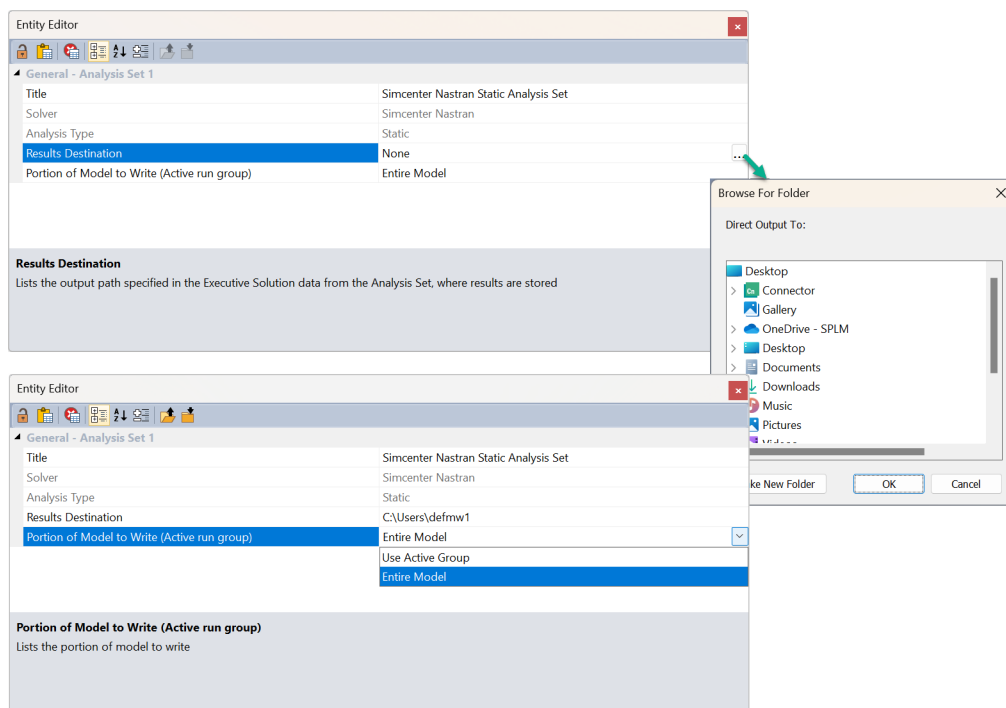 Entity Editor
General - Analysis Set 1
Title Simcenter Nastran Static Analysis Set
Solver Simcenter Nastran
Analysis Type Static
Results Destination None ...
Portion of Model to Write (Active run group) Entire Model
Results Destination
Lists the output path specified in the Executive Solution data from the Analysis Set, where results are stored
Browse For Folder
Direct Output To:
Desktop
Connector
Gallery
OneDrive - SPLM
Desktop
Documents
Downloads
Music
Pictures
Videos
ke New Folder OK Cancel
Entity Editor
General - Analysis Set 1
Title Simcenter Nastran Static Analysis Set
Solver Simcenter Nastran
Analysis Type Static
Results Destination C:\Users\defmw1
Portion of Model to Write (Active run group) Entire Model
Use Active Group
Entire Model
Portion of Model to Write (Active run group)
Lists the portion of model to write